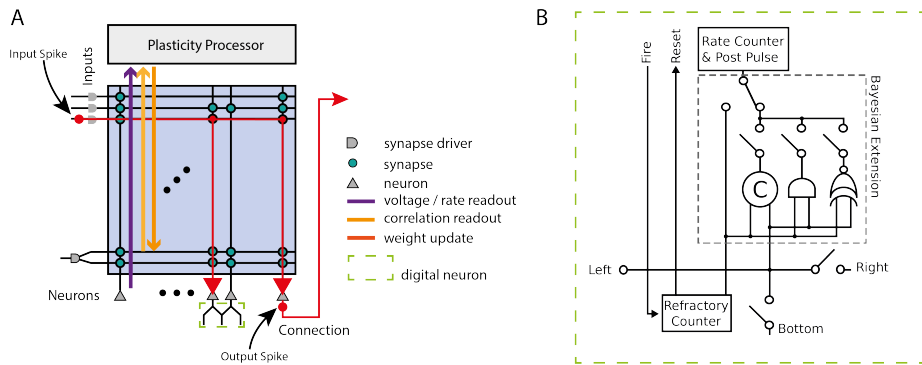 A
Plasticity Processor
Input Spike
Inputs
synapse driver
synapse
neuron
voltage / rate readout
correlation readout
weight update
digital neuron
Neurons
Connection
Output Spike
B
Fire
Reset
Rate Counter
& Post Pulse
Bayesian Extension
C
Left
Right
Refractory
Counter
Bottom